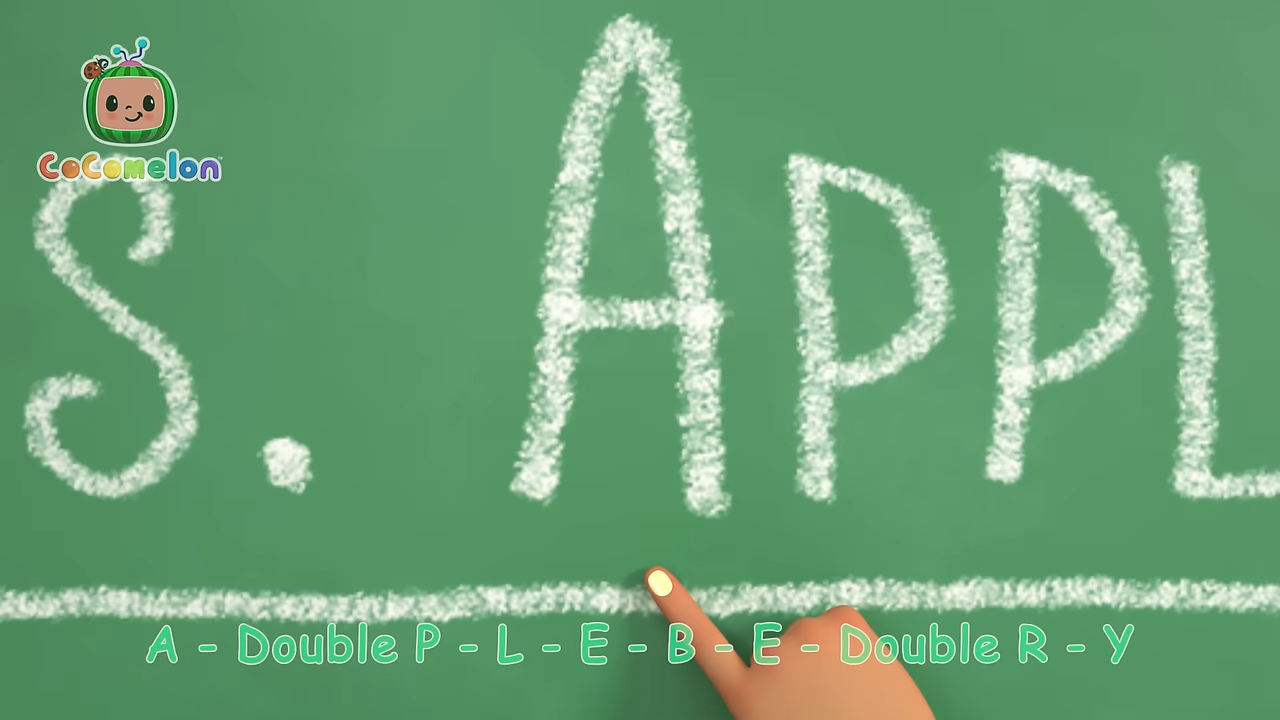 CoComelon
S. APPL
A - Double P - L - E - B - E - Double R - Y